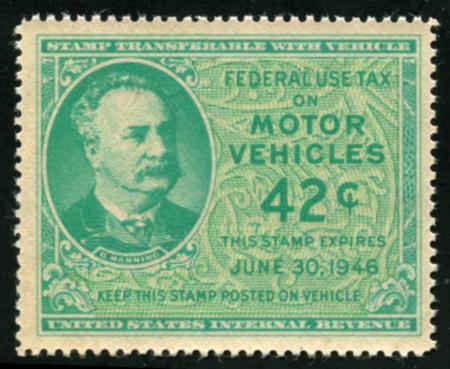 STAMP TRANSFERABLE WITH VEHICLE
FEDERAL USE TAX
ON
MOTOR
VEHICLES
42¢
THIS STAMP EXPIRES
JUNE 30, 1946
D MANNING
KEEP THIS STAMP POSTED ON VEHICLE
UNITED STATES INTERNAL REVENUE